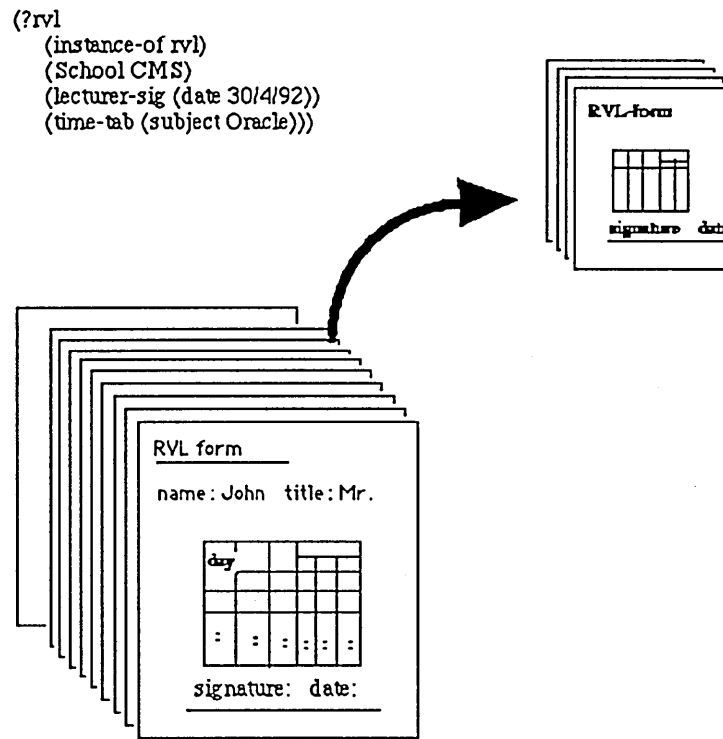 (?rvl
(instance-of rvl)
(School CMS)
(lecturer-sig (date 30/4/92))
(time-tab (subject Oracle)))
RVL-form
signature dat
RVL form
name: John title: Mr.
day
signature: date: